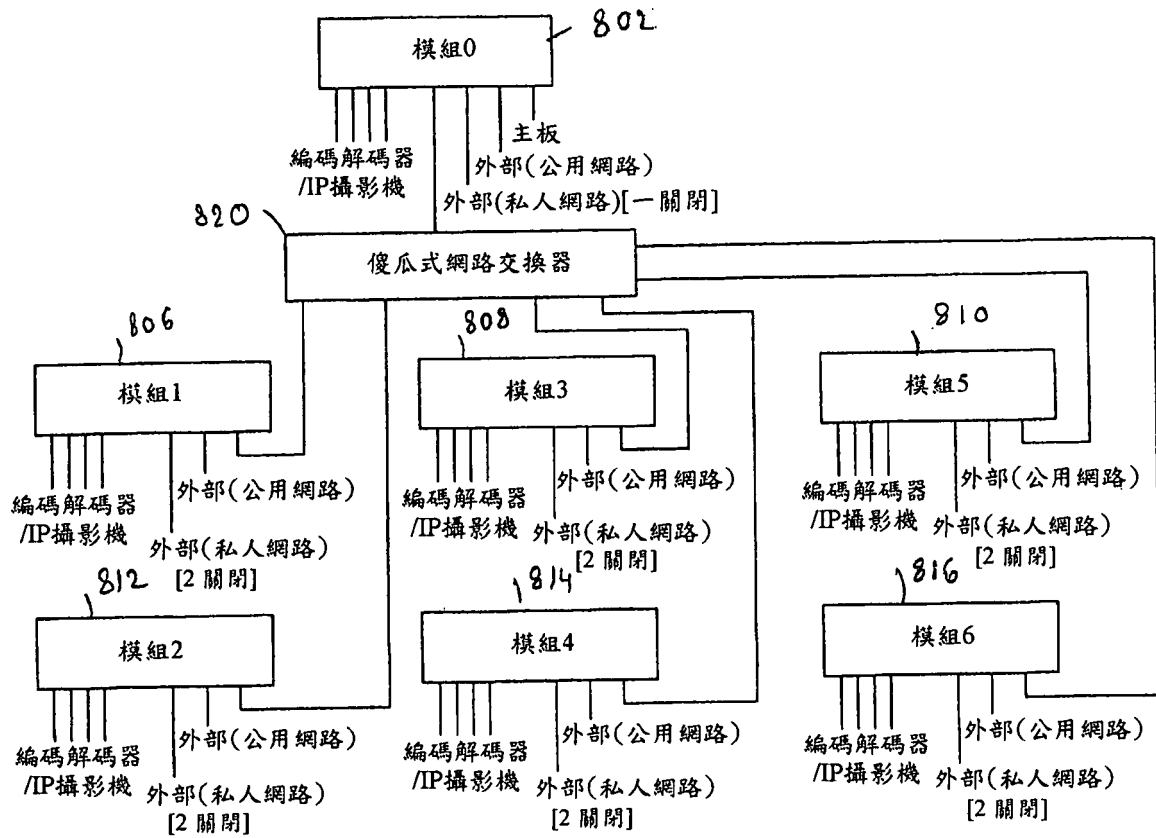 802
模組0
主板
編碼解碼器
/IP攝影機
外部(公用網路)
外部(私人網路)[一關閉]
820
傻瓜式網路交換器
806
模組1
編碼解碼器
/IP攝影機
外部(公用網路)
外部(私人網路)
[2 關閉]
808
模組3
編碼解碼器
/IP攝影機
外部(公用網路)
外部(私人網路)
[2 關閉]
810
模組5
編碼解碼器
/IP攝影機
外部(公用網路)
外部(私人網路)
[2 關閉]
812
模組2
編碼解碼器
/IP攝影機
外部(公用網路)
外部(私人網路)
[2 關閉]
814
模組4
編碼解碼器
/IP攝影機
外部(公用網路)
外部(私人網路)
[2 關閉]
816
模組6
編碼解碼器
/IP攝影機
外部(公用網路)
外部(私人網路)
[2 關閉]